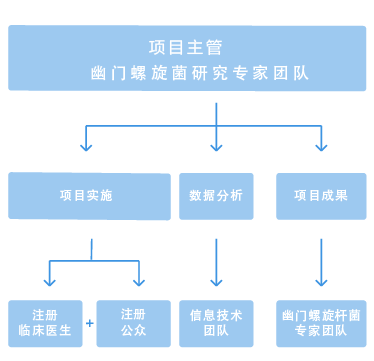 项目主管
幽门螺旋菌研究专家团队
项目实施
数据分析
项目成果
注册
临床医生
+
注册
公众
信息技术
团队
幽门螺旋杆菌
专家团队